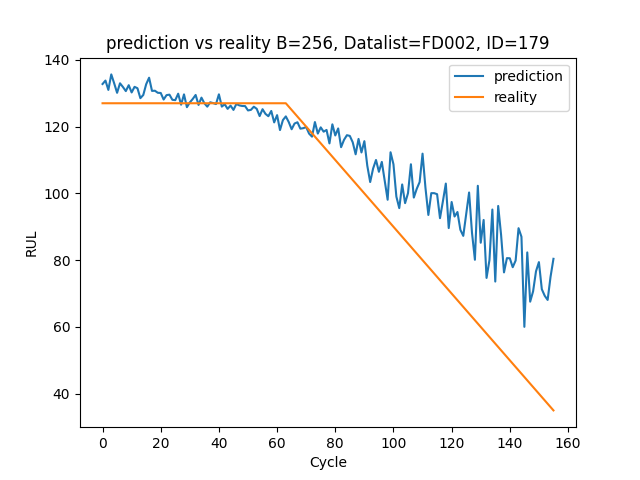 prediction vs reality B=256, Datalist=FD002, ID=179
prediction
reality
140
120
100
80
60
40
RUL
0 20 40 60 80 100 120 140 160
Cycle